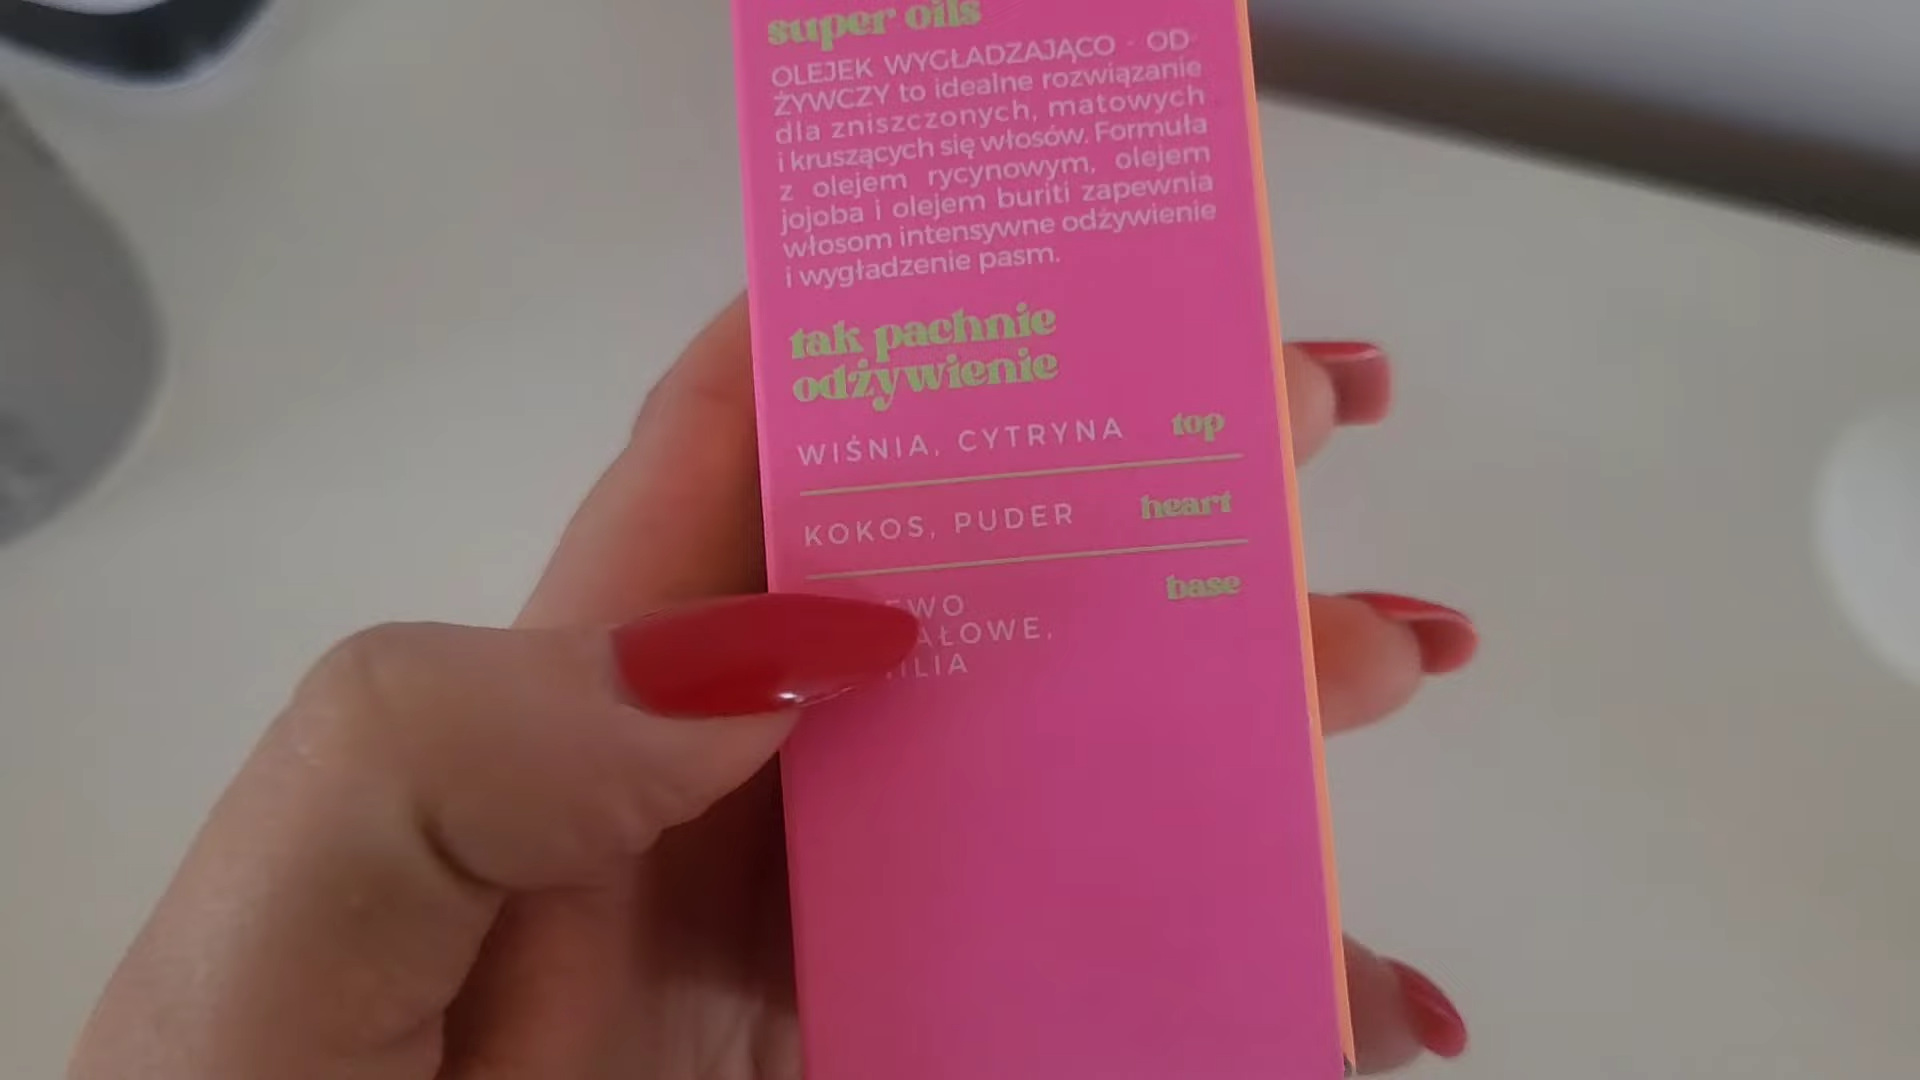 super oils
OLEJEK WYGŁADZAJĄCO - OD-
ŻYWCZY to idealne rozwiązanie
dla zniszczonych, matowych
i kruszących się włosów. Formuła
z olejem rycynowym, olejem
jojoba i olejem buriti zapewnia
włosom intensywne odżywienie
i wygładzenie pasm.
tak pachnie
odżywienie
WIŚNIA, CYTRYNA top
KOKOS, PUDER heart
base